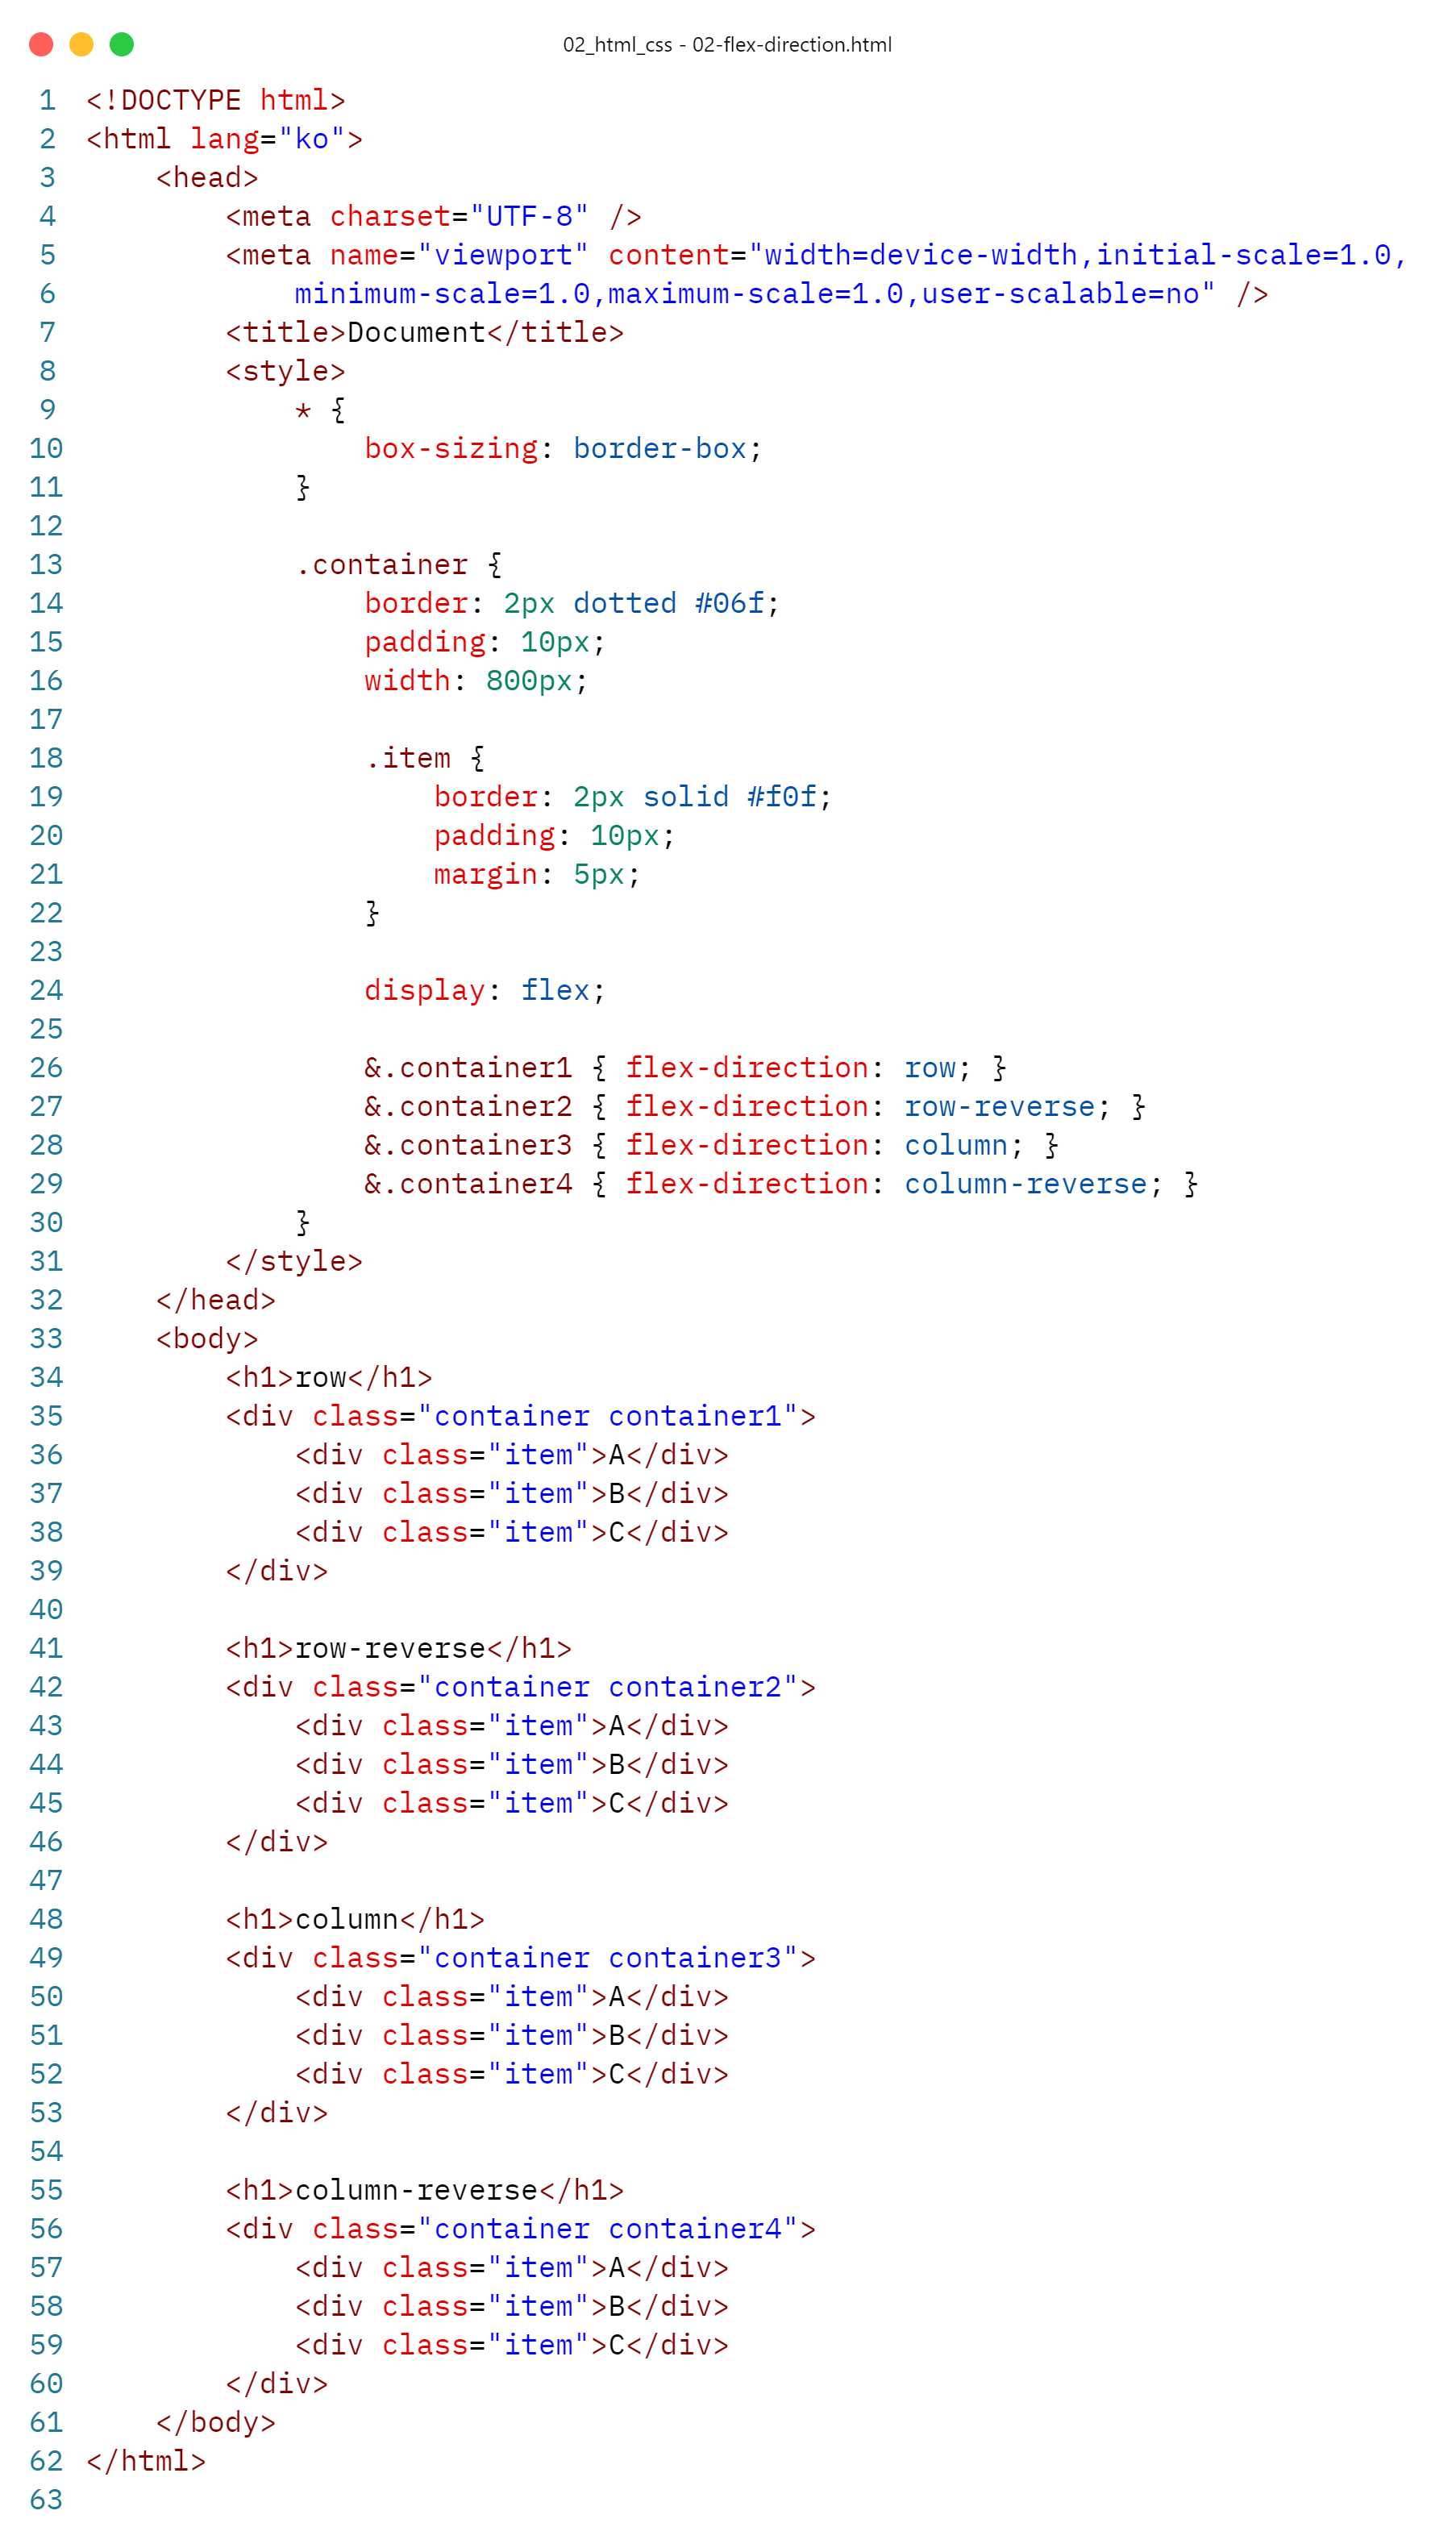 02_html_css - 02-flex-direction.html
1 <!DOCTYPE html>
2 <html lang="ko">
3     <head>
4         <meta charset="UTF-8" />
5         <meta name="viewport" content="width=device-width,initial-scale=1.0,
6             minimum-scale=1.0,maximum-scale=1.0,user-scalable=no" />
7         <title>Document</title>
8         <style>
9             * {
10                 box-sizing: border-box;
11             }
12
13             .container {
14                 border: 2px dotted #06f;
15                 padding: 10px;
16                 width: 800px;
17
18                 .item {
19                     border: 2px solid #f0f;
20                     padding: 10px;
21                     margin: 5px;
22                 }
23
24                 display: flex;
25
26                 &.container1 { flex-direction: row; }
27                 &.container2 { flex-direction: row-reverse; }
28                 &.container3 { flex-direction: column; }
29                 &.container4 { flex-direction: column-reverse; }
30             }
31         </style>
32     </head>
33     <body>
34         <h1>row</h1>
35         <div class="container container1">
36             <div class="item">A</div>
37             <div class="item">B</div>
38             <div class="item">C</div>
39         </div>
40
41         <h1>row-reverse</h1>
42         <div class="container container2">
43             <div class="item">A</div>
44             <div class="item">B</div>
45             <div class="item">C</div>
46         </div>
47
48         <h1>column</h1>
49         <div class="container container3">
50             <div class="item">A</div>
51             <div class="item">B</div>
52             <div class="item">C</div>
53         </div>
54
55         <h1>column-reverse</h1>
56         <div class="container container4">
57             <div class="item">A</div>
58             <div class="item">B</div>
59             <div class="item">C</div>
60         </div>
61     </body>
62 </html>
63